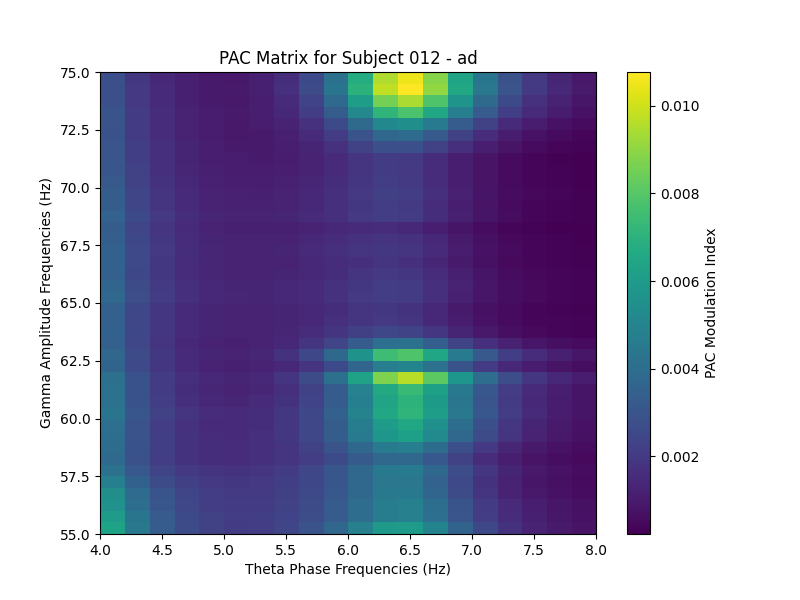 PAC Matrix for Subject 012 - ad
Gamma Amplitude Frequencies (Hz)
75.0
72.5
70.0
67.5
65.0
62.5
60.0
57.5
55.0
4.0 4.5 5.0 5.5 6.0 6.5 7.0 7.5 8.0
Theta Phase Frequencies (Hz)
0.010
0.008
0.006
0.004
0.002
PAC Modulation Index